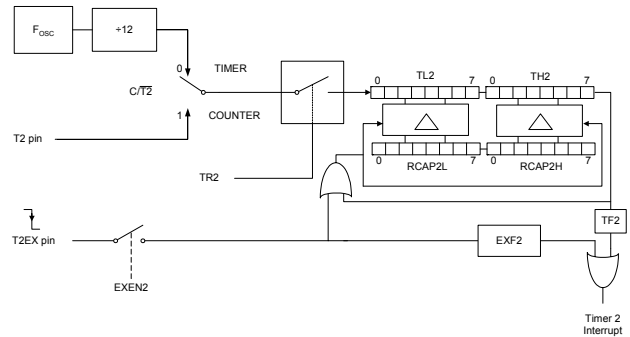 FOSC
÷12
0
TIMER
C/T2
1
COUNTER
T2 pin
TR2
0
TL2
7
0
TH2
7
0
7
0
7
RCAP2L
RCAP2H
TF2
T2EX pin
EXEN2
EXF2
Timer 2
Interrupt